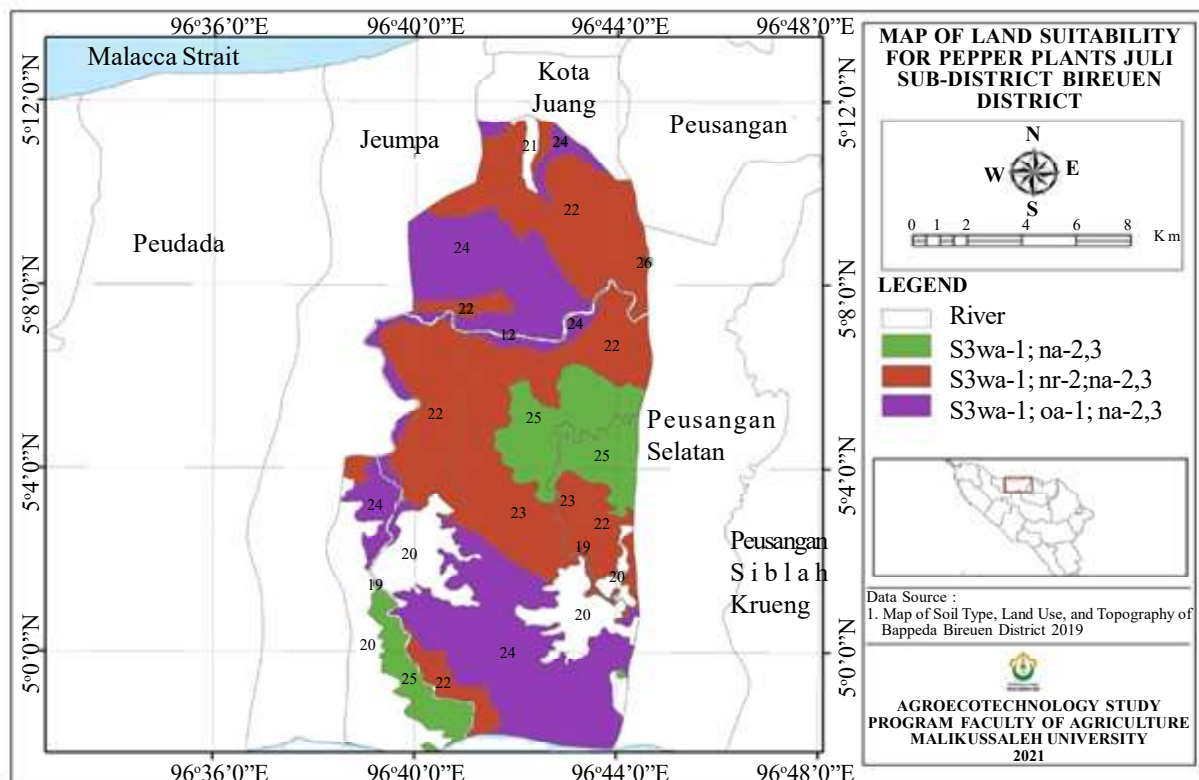 96°36'0”E
96°40'0”E
96°44'0”E
96°48'0”E
Malacca Strait
Kota
Juang
Peusangan
Jeumpa
Peudada
Peusangan
Selatan
Peusangan
Siblah
Krueng
5°12'0”N
5°8'0”N
5°4'0”N
5°0'0”N
5°12'0”N
5°8'0”N
5°4'0”N
5°0'0”N
21
24
22
24
26
22
24
12
22
22
25
25
23
23
22
24
19
20
20
19
20
20
24
25
22
96°36'0”E
96°40'0”E
96°44'0”E
96°48'0”E
MAP OF LAND SUITABILITY
FOR PEPPER PLANTS JULI
SUB-DISTRICT BIREUEN
DISTRICT
N
W E
S
0 1 2 4 6 8
Km
LEGEND
River
S3wa-1; na-2,3
S3wa-1; nr-2;na-2,3
S3wa-1; oa-1; na-2,3
Data Source :
1. Map of Soil Type, Land Use, and Topography of
Bappeda Bireuen District 2019
AGROECOTECHNOLOGY STUDY
PROGRAM FACULTY OF AGRICULTURE
MALIKUSSALEH UNIVERSITY
2021